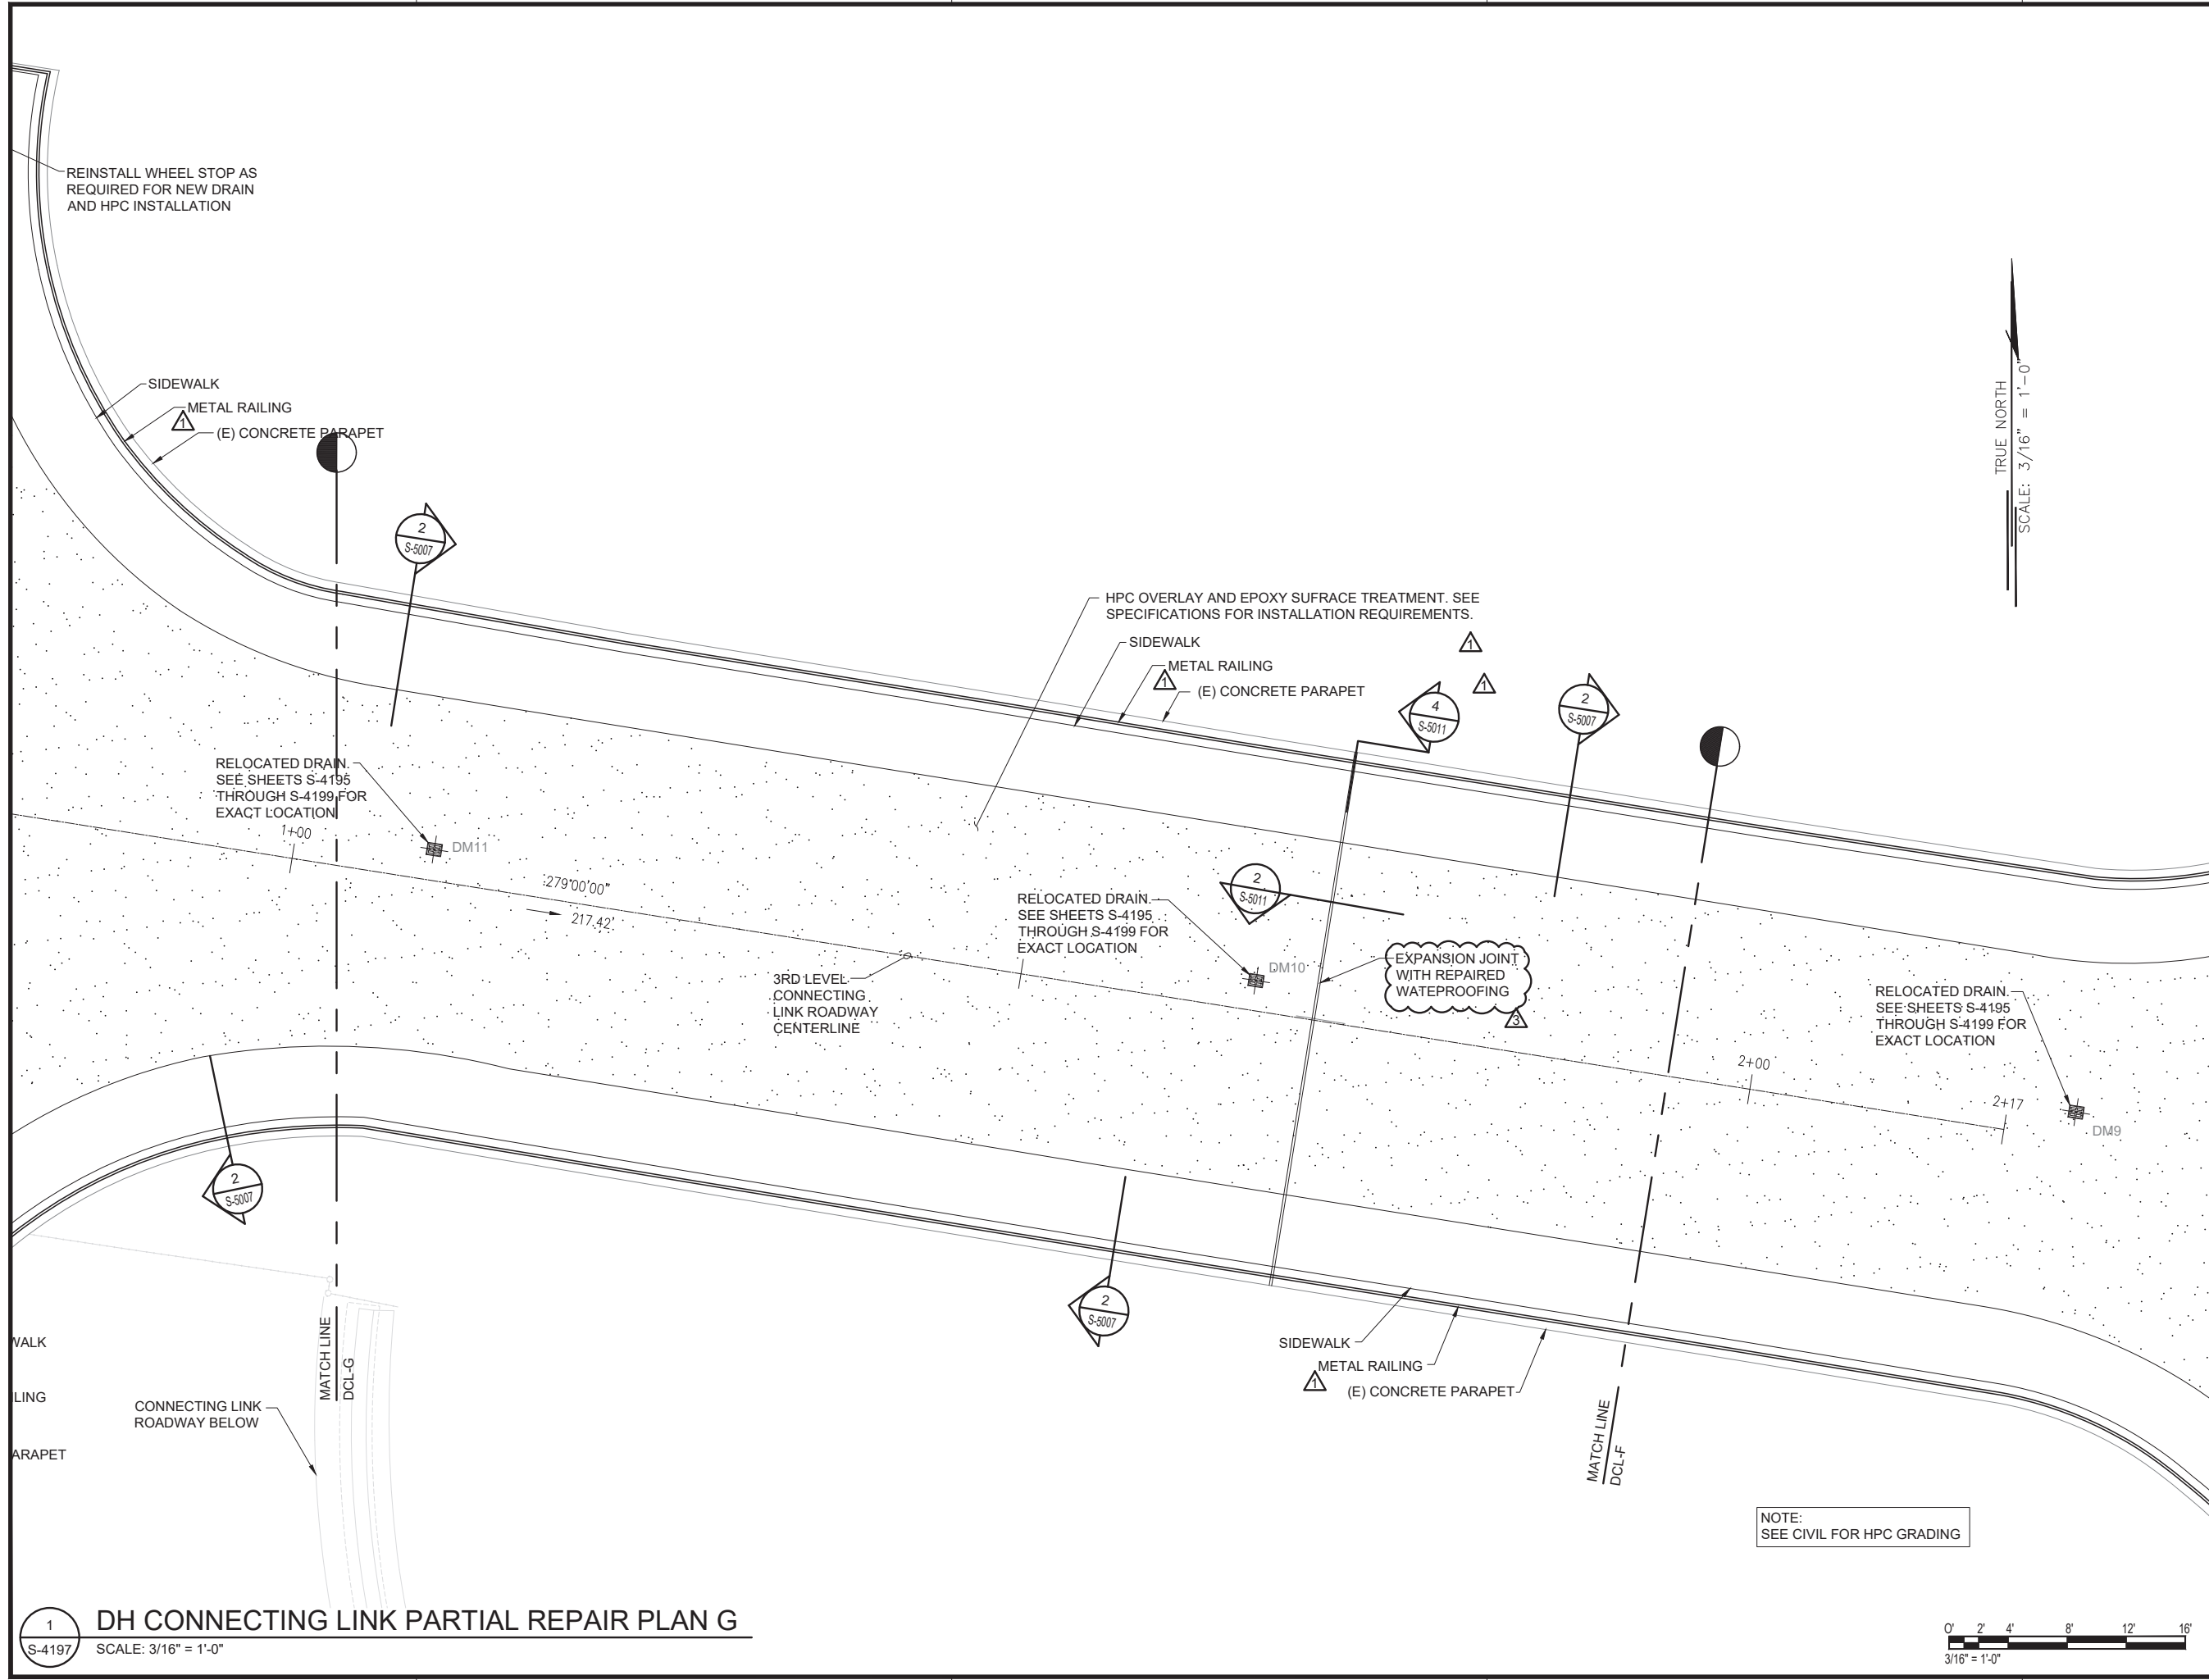 REINSTALL WHEEL STOP AS
REQUIRED FOR NEW DRAIN
AND HPC INSTALLATION
SIDEWALK
METAL RAILING
1
(E) CONCRETE PARAPET
2
S-5007
TRUE NORTH
SCALE: 3/16" = 1'-0"
HPC OVERLAY AND EPOXY SUFRACE TREATMENT. SEE
SPECIFICATIONS FOR INSTALLATION REQUIREMENTS.
SIDEWALK
1
METAL RAILING
1
1
(E) CONCRETE PARAPET
4
S-5011
2
S-5007
RELOCATED DRAIN.
SEE SHEETS S-4195
THROUGH S-4199 FOR
EXACT LOCATION
1+00
DM11
279°00'00"
217.42'
2
S-5011
RELOCATED DRAIN.
SEE SHEETS S-4195
THROUGH S-4199 FOR
EXACT LOCATION
DM10
3RD LEVEL
CONNECTING
LINK ROADWAY
CENTERLINE
EXPANSION JOINT
WITH REPAIRED
WATEPROOFING
3
RELOCATED DRAIN.
SEE SHEETS S-4195
THROUGH S-4199 FOR
EXACT LOCATION
2+00
2+17
DM9
2
S-5007
2
S-5007
WALK
ILING
ARAPET
MATCH LINE
DCL-G
CONNECTING LINK
ROADWAY BELOW
SIDEWALK
METAL RAILING
1
(E) CONCRETE PARAPET
MATCH LINE
DCL-F
NOTE:
SEE CIVIL FOR HPC GRADING
1
S-4197
DH CONNECTING LINK PARTIAL REPAIR PLAN G
SCALE: 3/16" = 1'-0"
0' 2' 4' 8' 12' 16'
3/16" = 1'-0"